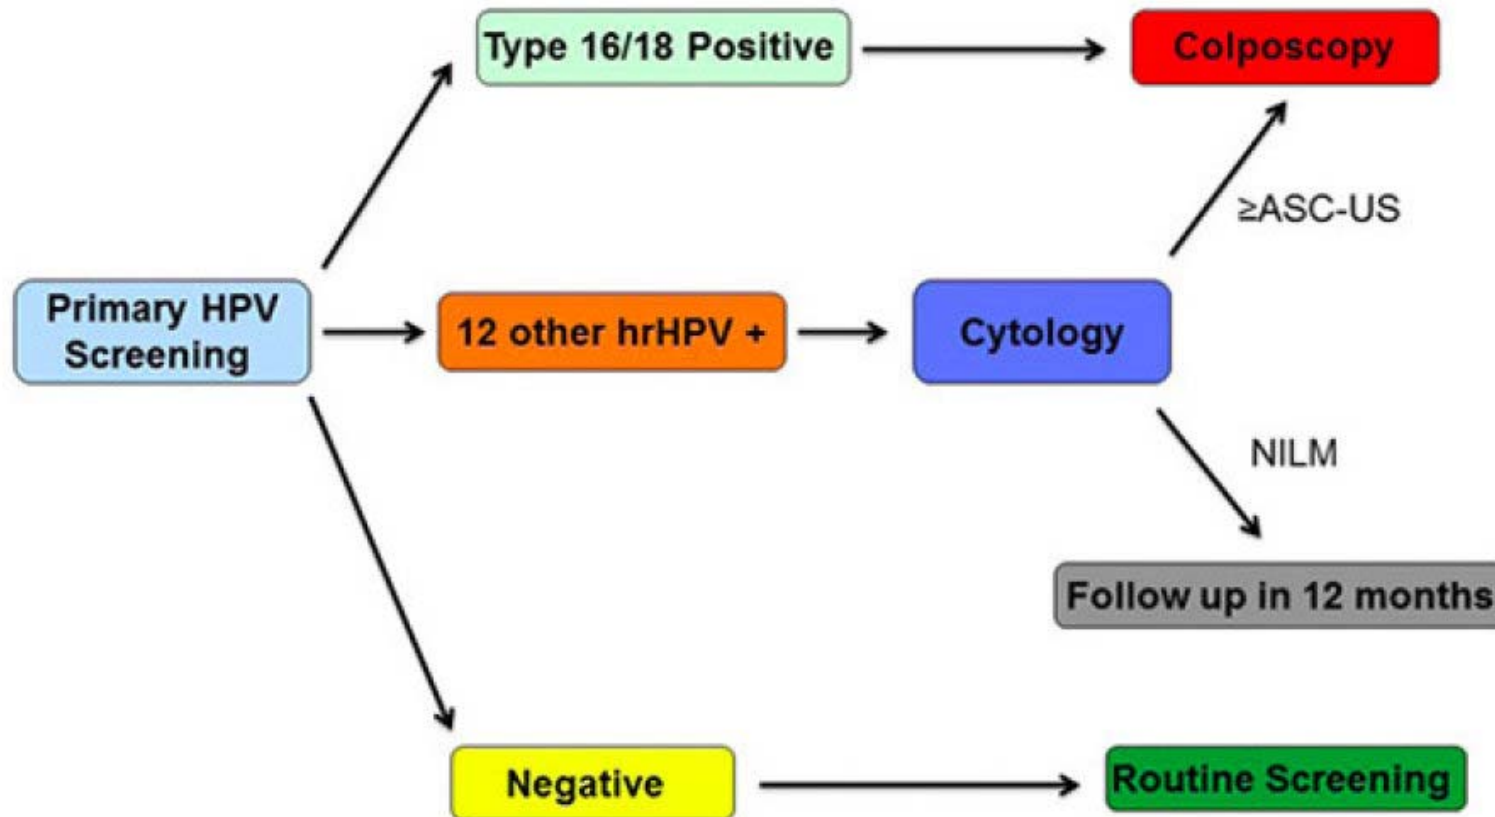 Type 16/18 Positive
Colposcopy
≥ASC-US
Primary HPV
Screening
12 other hrHPV +
Cytology
NILM
Follow up in 12 months
Negative
Routine Screening